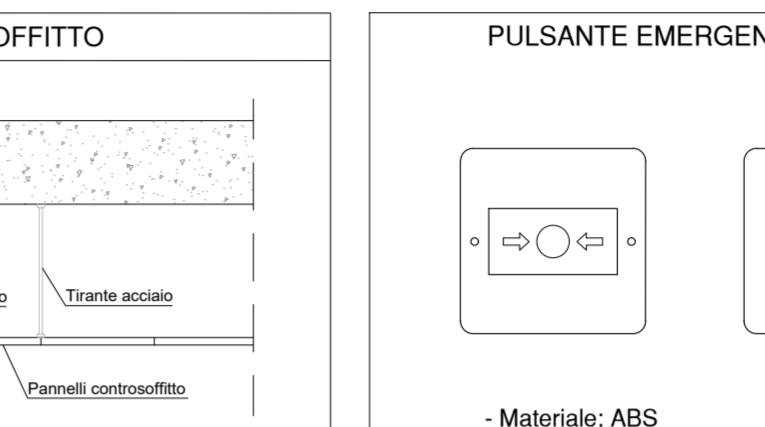 OFFITTO
Tirante acciaio
Pannelli controsoffitto
PULSANTE EMERGEN
- Materiale: ABS